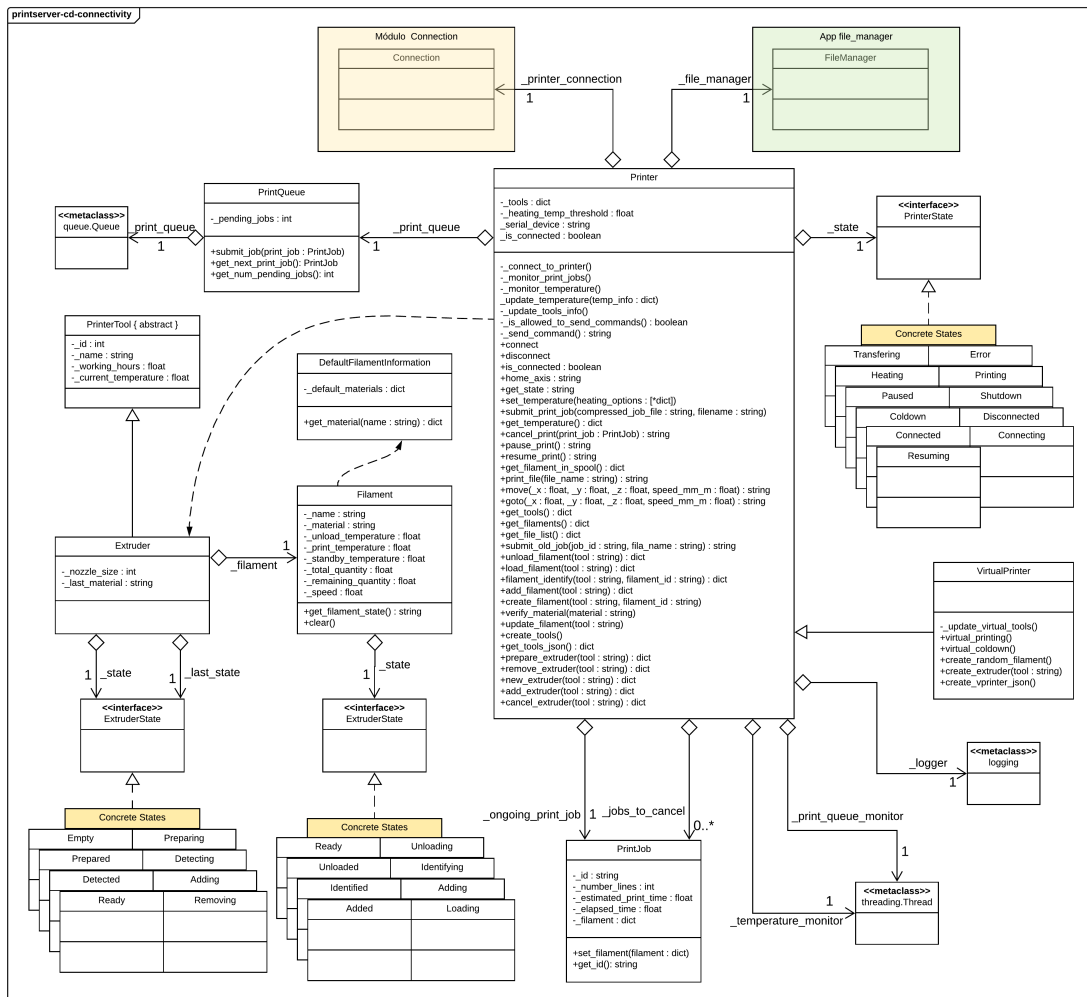 printserver-cd-connectivity
Módulo Connection
Connection
App file_manager
FileManager
_printer_connection
1
_file_manager
1
PrintQueue
-_pending_jobs : int
+submit_job(print_job : PrintJob)
+get_next_print_job(): PrintJob
+get_num_pending_jobs(): int
<<metaclass>>
queue.Queue
_print_queue
1
_print_queue
1
Printer
-_tools : dict
-_heating_temp_threshold : float
_serial_device : string
_is_connected : boolean
-_connect_to_printer()
-_monitor_print_jobs()
-_monitor_temperature()
_update_temperature(temp_info : dict)
-_update_tools_info()
-_is_allowed_to_send_commands() : boolean
-_send_command() : string
+connect
+disconnect
+is_connected : boolean
+home_axis : string
+get_state : string
+set_temperature(heating_options : [*dict])
+submit_print_job(compressed_job_file : string, filename : string)
+get_temperature() : dict
+cancel_print(print_job : PrintJob) : string
+pause_print() : string
+resume_print() : string
+get_filament_in_spool() : dict
+print_file(file_name : string) : string
+move(_x : float, _y : float, _z : float, speed_mm_m : float) : string
+goto(_x : float, _y : float, _z : float, speed_mm_m : float) : string
+get_tools() : dict
+get_filaments() : dict
+get_file_list() : dict
+submit_old_job(job_id : string, fila_name : string) : string
+unload_filament(tool : string) : dict
+load_filament(tool : string) : dict
+filament_identify(tool : string, filament_id : string) : dict
+add_filament(tool : string) : dict
+create_filament(tool : string, filament_id : string)
+verify_material(material : string)
+update_filament(tool : string)
+create_tools()
+get_tools_json() : dict
+prepare_extruder(tool : string) : dict
+remove_extruder(tool : string) : dict
+new_extruder(tool : string) : dict
+add_extruder(tool : string) : dict
+cancel_extruder(tool : string) : dict
_state
1
<<interface>>
PrinterState
Concrete States
Transfering
Error
Heating
Printing
Paused
Shutdown
Coldown
Disconnected
Connected
Connecting
Resuming
PrinterTool { abstract }
-_id : int
-_name : string
-_working_hours : float
-_current_temperature : float
DefaultFilamentInformation
-_default_materials : dict
+get_material(name : string) : dict
Filament
-_name : string
-_material : string
-_unload_temperature : float
-_print_temperature : float
-_standby_temperature : float
-_total_quantity : float
-_remaining_quantity : float
-_speed : float
+get_filament_state() : string
+clear()
Extruder
-_nozzle_size : int
-_last_material : string
1
_filament
VirtualPrinter
-_update_virtual_tools()
+virtual_printing()
+virtual_coldown()
+create_random_filament()
+create_extruder(tool : string)
+create_vprinter_json()
_state
1
_last_state
1
_state
1
<<interface>>
ExtruderState
<<interface>>
ExtruderState
_logger
1
<<metaclass>>
logging
Concrete States
Empty
Preparing
Prepared
Detecting
Detected
Adding
Ready
Removing
Concrete States
Ready
Unloading
Unloaded
Identifying
Identified
Adding
Added
Loading
_ongoing_print_job
1
_jobs_to_cancel
0..*
PrintJob
-_id : string
-_number_lines : int
-_estimated_print_time : float
-_elapsed_time : float
-_filament : dict
+set_filament(filament : dict)
+get_id(): string
_print_queue_monitor
1
1
_temperature_monitor
<<metaclass>>
threading.Thread